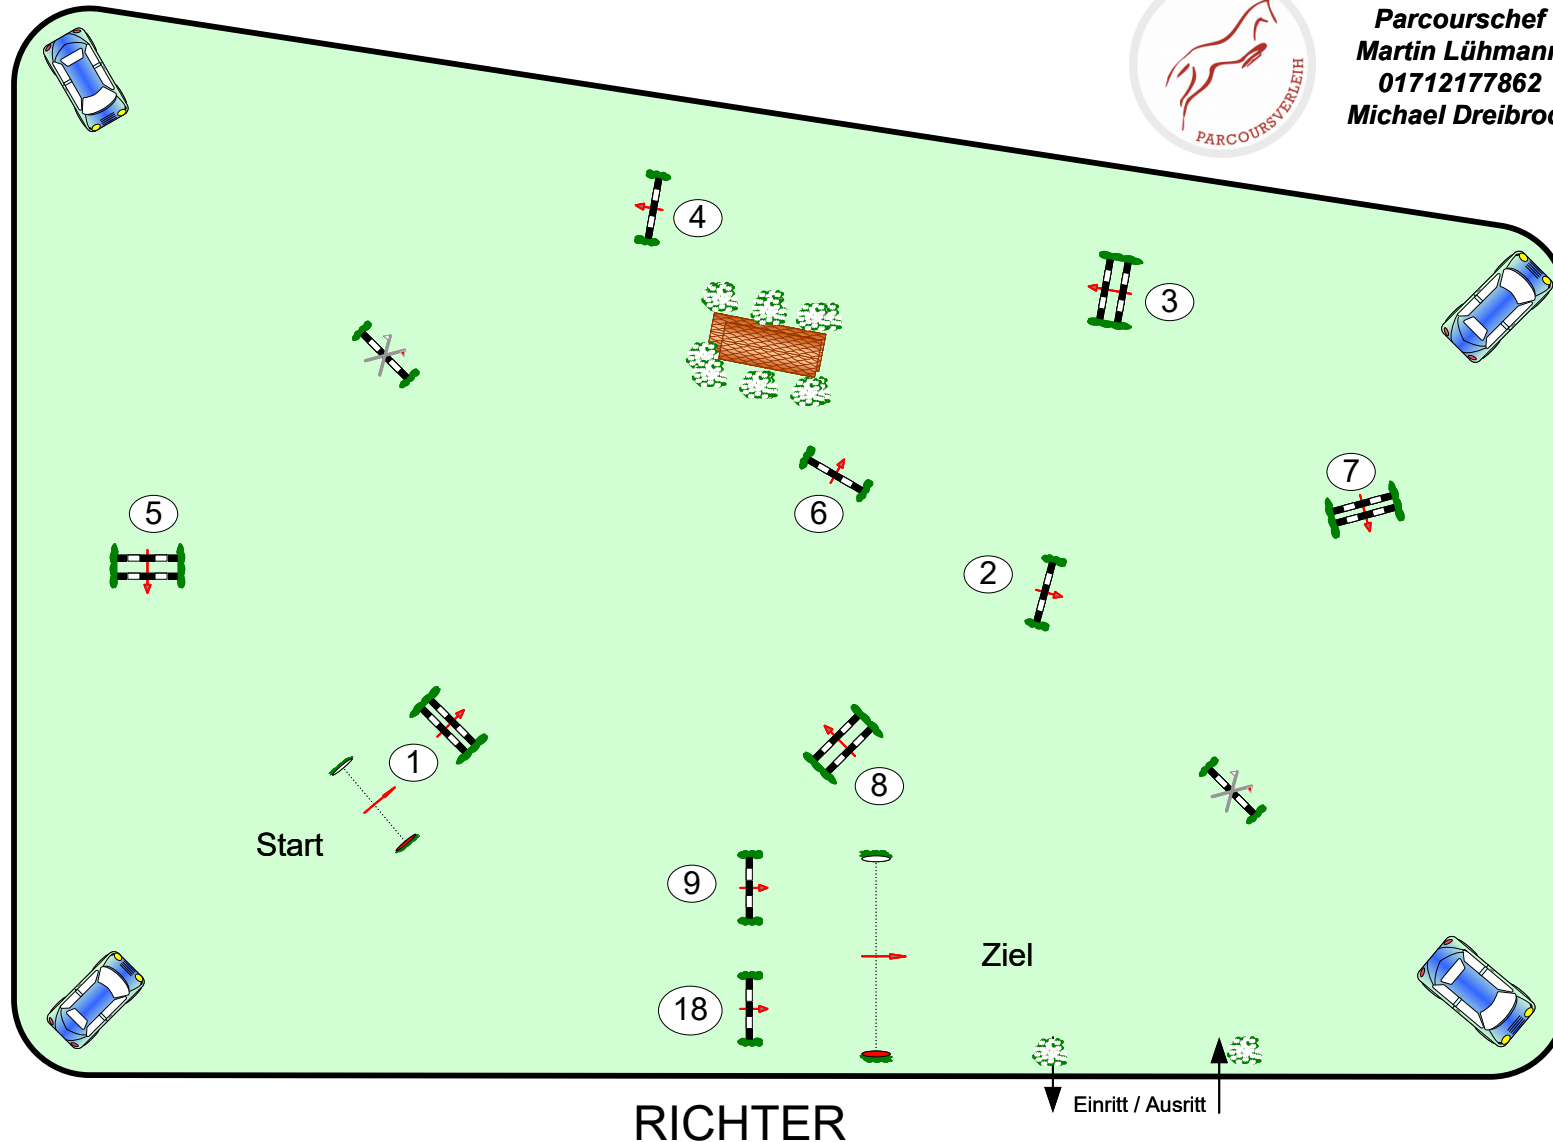 Parcourschef
Martin Lühmann
01712177862
Michael Dreibrod
PARCOURSVERLEIH
4
3
7
5
6
2
1
8
Start
9
Ziel
18
Einritt / Ausritt
RICHTER